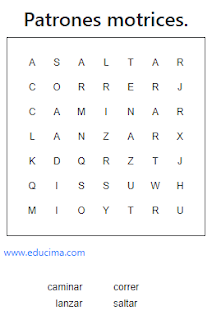 Patrones motrices.
A S A L T A R
C O R R E R J
C A M I N A R
L A N Z A R X
K D Q R Z T J
Q I S S U W H
M I O Y T R U
www.educima.com
caminar correr
lanzar saltar